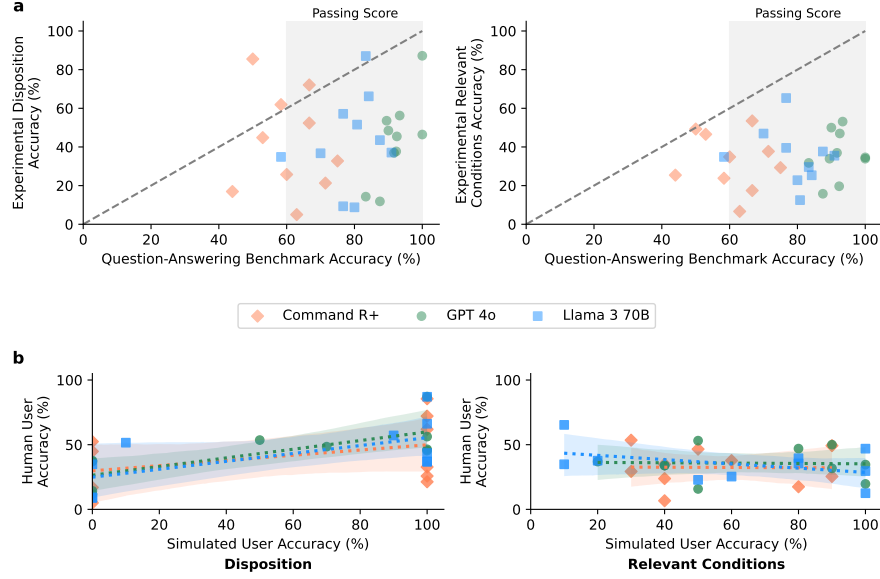 a
Passing Score
Passing Score
Experimental Disposition
Accuracy (%)
100
80
60
40
20
0
0
20
40
60
80
100
Question-Answering Benchmark Accuracy (%)
Experimental Relevant
Conditions Accuracy (%)
100
80
60
40
20
0
0
20
40
60
80
100
Question-Answering Benchmark Accuracy (%)
Command R+
GPT 4o
Llama 3 70B
b
Human User
Accuracy (%)
100
50
0
0
20
40
60
80
100
Simulated User Accuracy (%)
Disposition
Human User
Accuracy (%)
100
50
0
0
20
40
60
80
100
Simulated User Accuracy (%)
Relevant Conditions